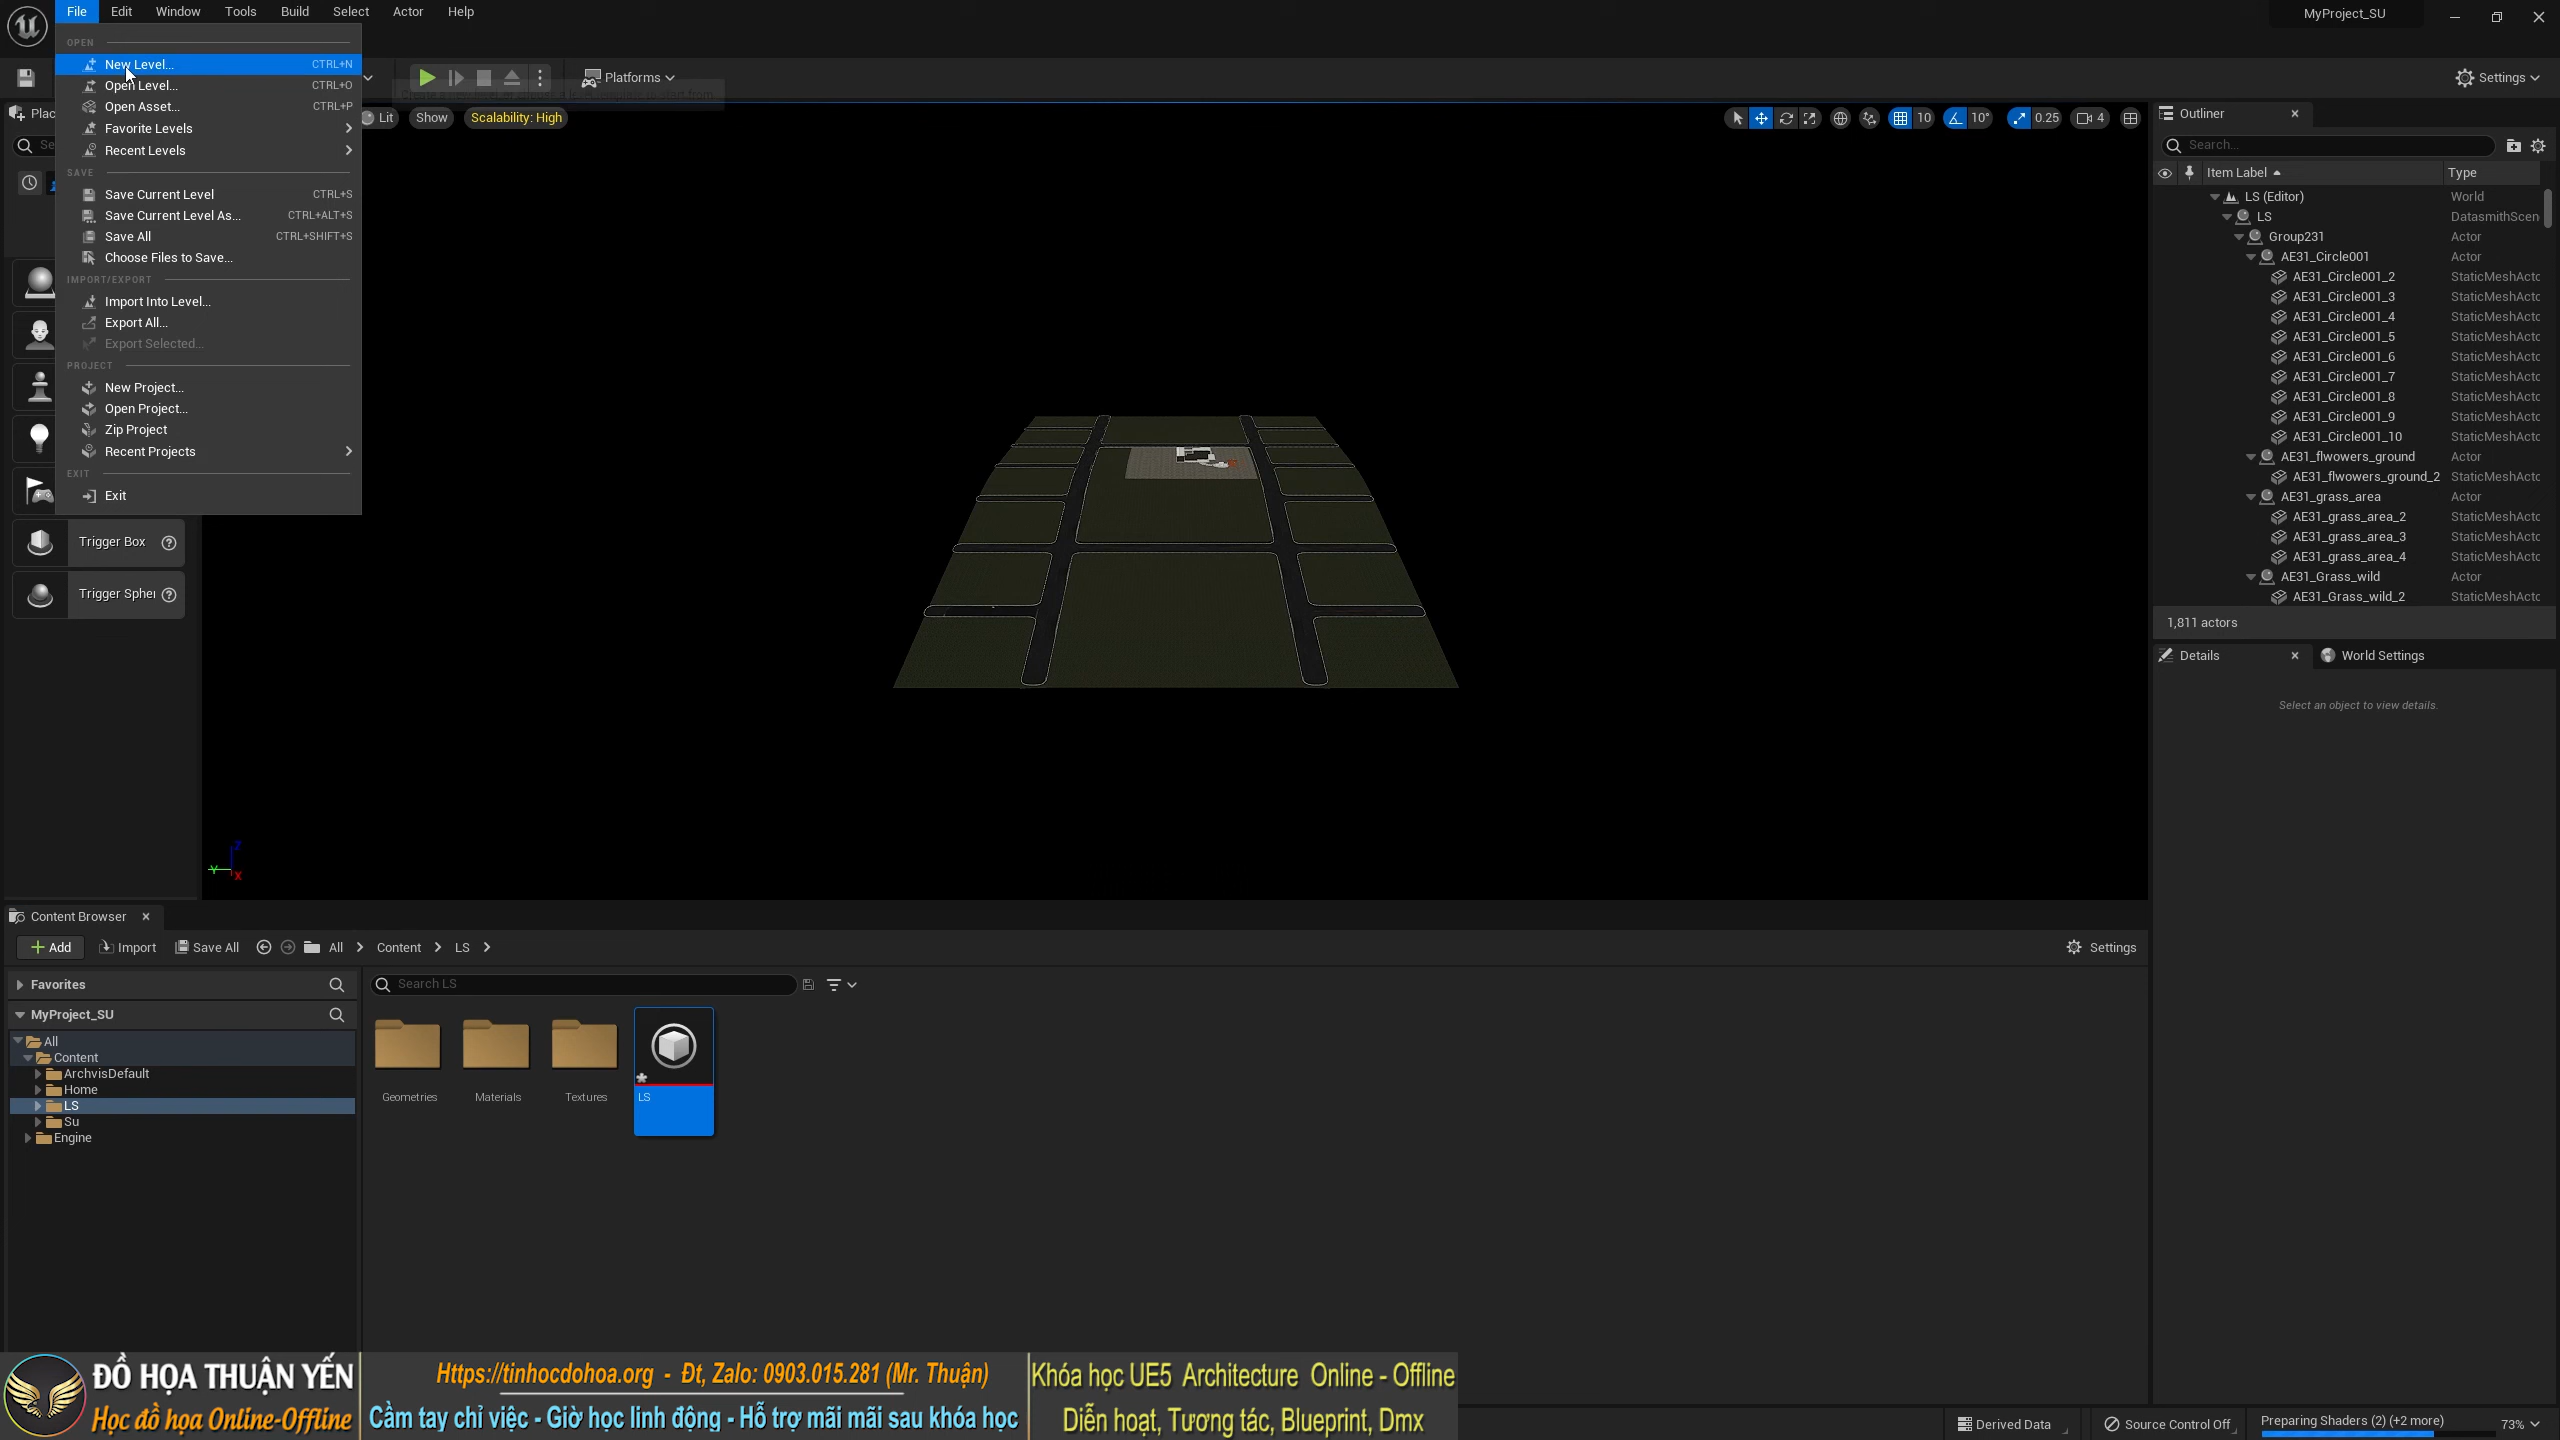 File Edit Window Tools Build Select Actor Help
MyProject_SU
OPEN
New Level... CTRL+N
Open Level... CTRL+O
Open Asset... CTRL+P
Favorite Levels
Recent Levels
SAVE
Save Current Level CTRL+S
Save Current Level As... CTRL+ALT+S
Save All CTRL+SHIFT+S
Choose Files to Save...
IMPORT/EXPORT
Import Into Level...
Export All...
Export Selected...
PROJECT
New Project...
Open Project...
Zip Project
Recent Projects
EXIT
Exit
Platforms
Settings
Plac
Se
Lit Show Scalability: High
10 10° 0.25 4
Trigger Box
Trigger Spher
Z
Y
X
Outliner
Search...
Item Label Type
LS (Editor) World
LS DatasmithScen
Group231 Actor
AE31_Circle001 Actor
AE31_Circle001_2 StaticMeshActc
AE31_Circle001_3 StaticMeshActc
AE31_Circle001_4 StaticMeshActc
AE31_Circle001_5 StaticMeshActc
AE31_Circle001_6 StaticMeshActc
AE31_Circle001_7 StaticMeshActc
AE31_Circle001_8 StaticMeshActc
AE31_Circle001_9 StaticMeshActc
AE31_Circle001_10 StaticMeshActc
AE31_flwowers_ground Actor
AE31_flwowers_ground_2 StaticMeshActc
AE31_grass_area Actor
AE31_grass_area_2 StaticMeshActc
AE31_grass_area_3 StaticMeshActc
AE31_grass_area_4 StaticMeshActc
AE31_Grass_wild Actor
AE31_Grass_wild_2 StaticMeshActc
1,811 actors
Details World Settings
Select an object to view details.
Content Browser
Add Import Save All All Content LS Settings
Favorites
Search LS
MyProject_SU
All
Content
ArchvisDefault
Home
LS
Su
Engine
Geometries Materials Textures LS
ĐỒ HỌA THUẬN YẾN
Học đồ họa Online-Offline
Https://tinhocdohoa.org - Đt, Zalo: 0903.015.281 (Mr. Thuận)
Cầm tay chỉ việc - Giờ học linh động - Hỗ trợ mãi mãi sau khóa học
Khóa học UE5 Architecture Online - Offline
Diễn hoạt, Tương tác, Blueprint, Dmx
Derived Data Source Control Off Preparing Shaders (2) (+2 more) 73%